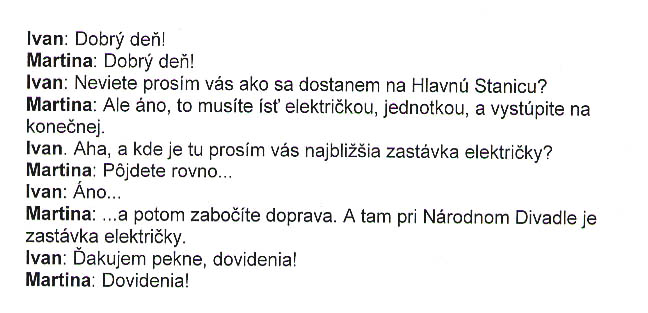 Ivan: Dobrý deň!
Martina: Dobrý deň!
Ivan: Neviete prosím vás ako sa dostanem na Hlavnú Stanicu?
Martina: Ale áno, to musíte ísť električkou, jednotkou, a vystúpite na
konečnej.
Ivan. Aha, a kde je tu prosím vás najbližšia zastávka električky?
Martina: Pôjdete rovno...
Ivan: Áno...
Martina: ...a potom zabočíte doprava. A tam pri Národnom Divadle je
zastávka električky.
Ivan: Ďakujem pekne, dovidenia!
Martina: Dovidenia!